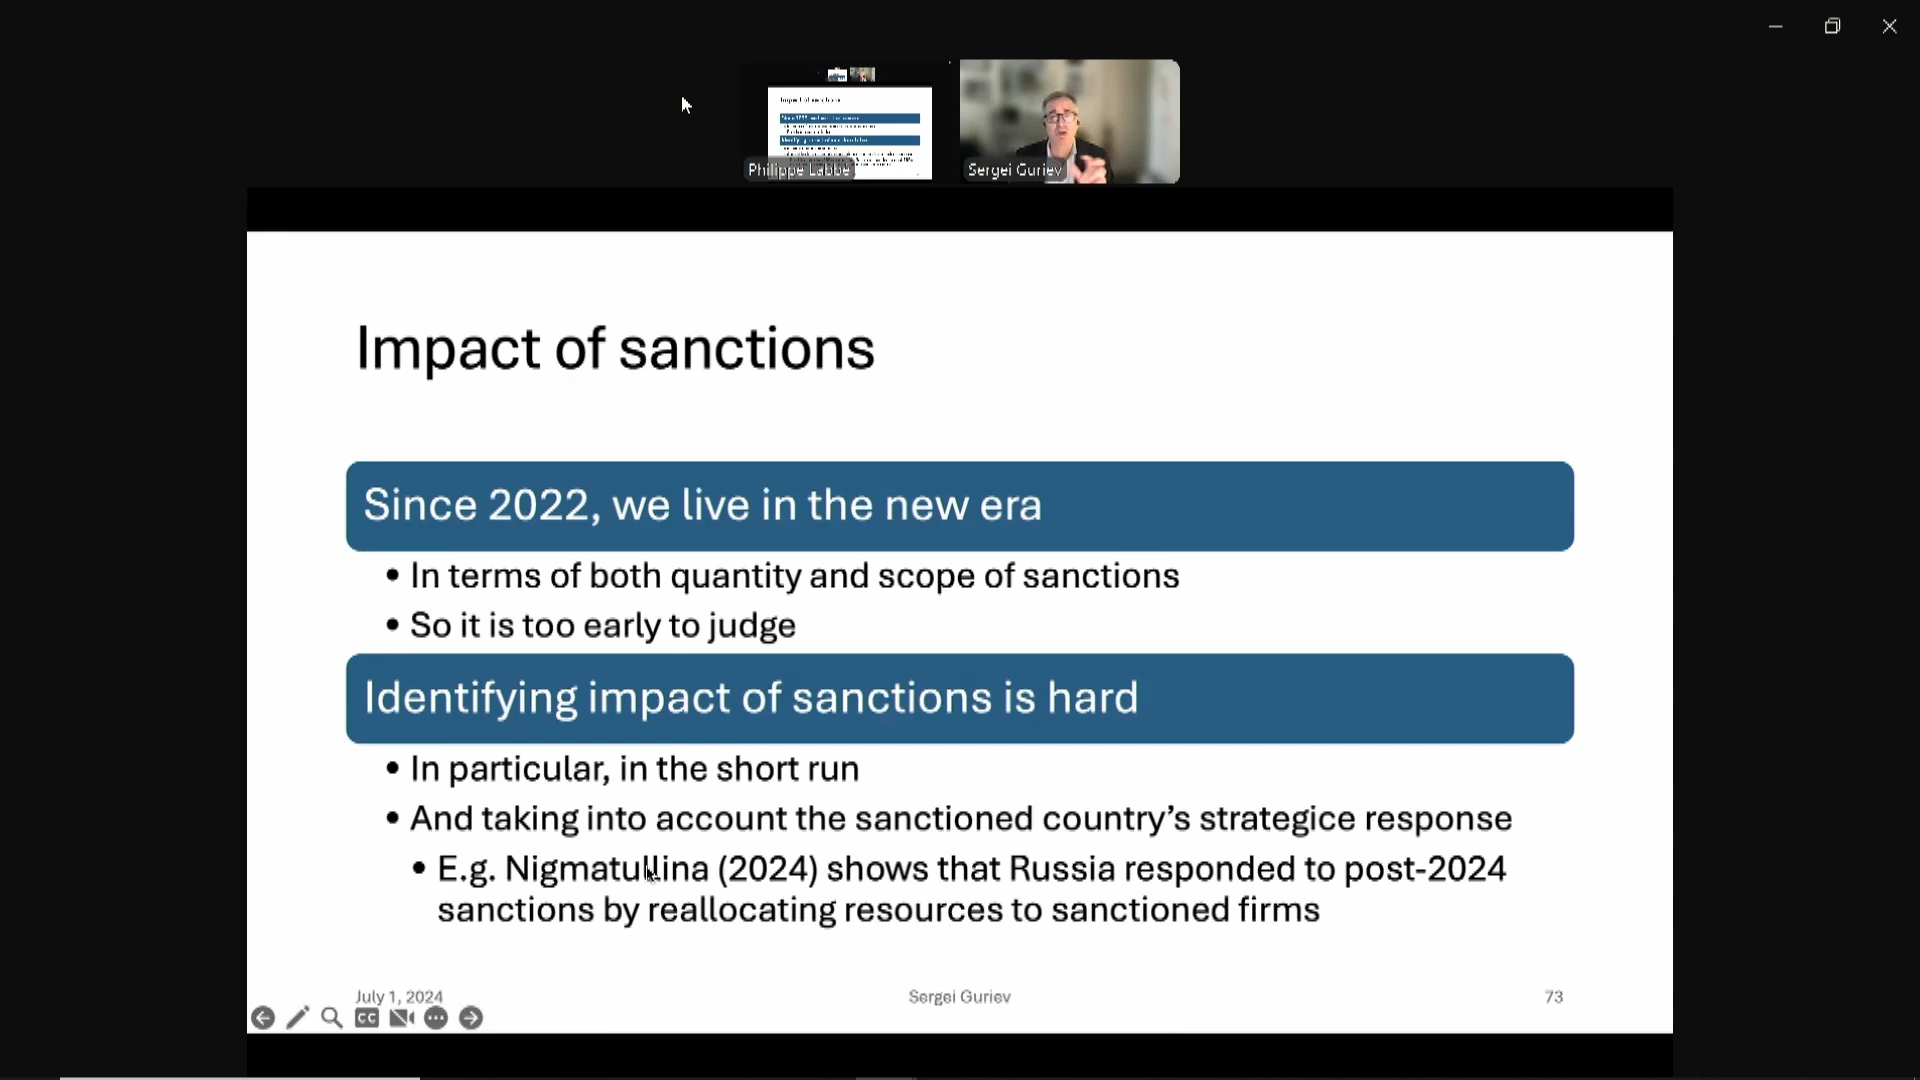 Philippe Labbe
Sergei Guriev
Impact of sanctions
Since 2022, we live in the new era
• In terms of both quantity and scope of sanctions
• So it is too early to judge
Identifying impact of sanctions is hard
• In particular, in the short run
• And taking into account the sanctioned country’s strategice response
• E.g. Nigmatullina (2024) shows that Russia responded to post-2024
sanctions by reallocating resources to sanctioned firms
July 1, 2024
Sergei Guriev
73
CC